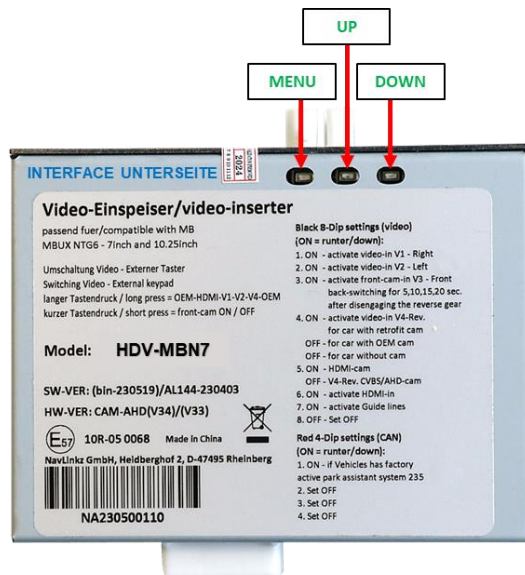 UP
MENU
DOWN
INTERFACE UNTERSEITE
2024
Video-Einspeiser/video-inserter
passend fuer/compatible with MB
MBUX NTG6 - 7inch and 10.25inch
Umschaltung Video - Externer Taster
Switching Video - External keypad
langer Tastendruck / long press = OEM-HDMI-V1-V2-V4-OEM
kurzer Tastendruck / short press = front-cam ON / OFF
Model: HDV-MBN7
SW-VER: (bin-230519)/AL144-230403
HW-VER: CAM-AHD(V34)/(V33)
E57 10R-05 0068 Made in China
NavLinkz GmbH, Heidberghof 2, D-47495 Rheinberg
NA230500110
Black 8-Dip settings (video)
(ON = runter/down):
1. ON - activate video-in V1 - Right
2. ON - activate video-in V2 - Left
3. ON - activate front-cam-in V3 - Front
back-switching for 5,10,15,20 sec.
after disengaging the reverse gear
4. ON - activate video-in V4-Rev.
for car with retrofit cam
OFF - for car with OEM cam
OFF - for car without cam
5. ON - HDMI-cam
OFF - V4-Rev. CVBS/AHD-cam
6. ON - activate HDMI-in
7. ON - activate Guide lines
8. OFF - Set OFF
Red 4-Dip settings (CAN)
(ON = runter/down):
1. ON - if Vehicles has factory
active park assistant system 235
2. Set OFF
3. Set OFF
4. Set OFF